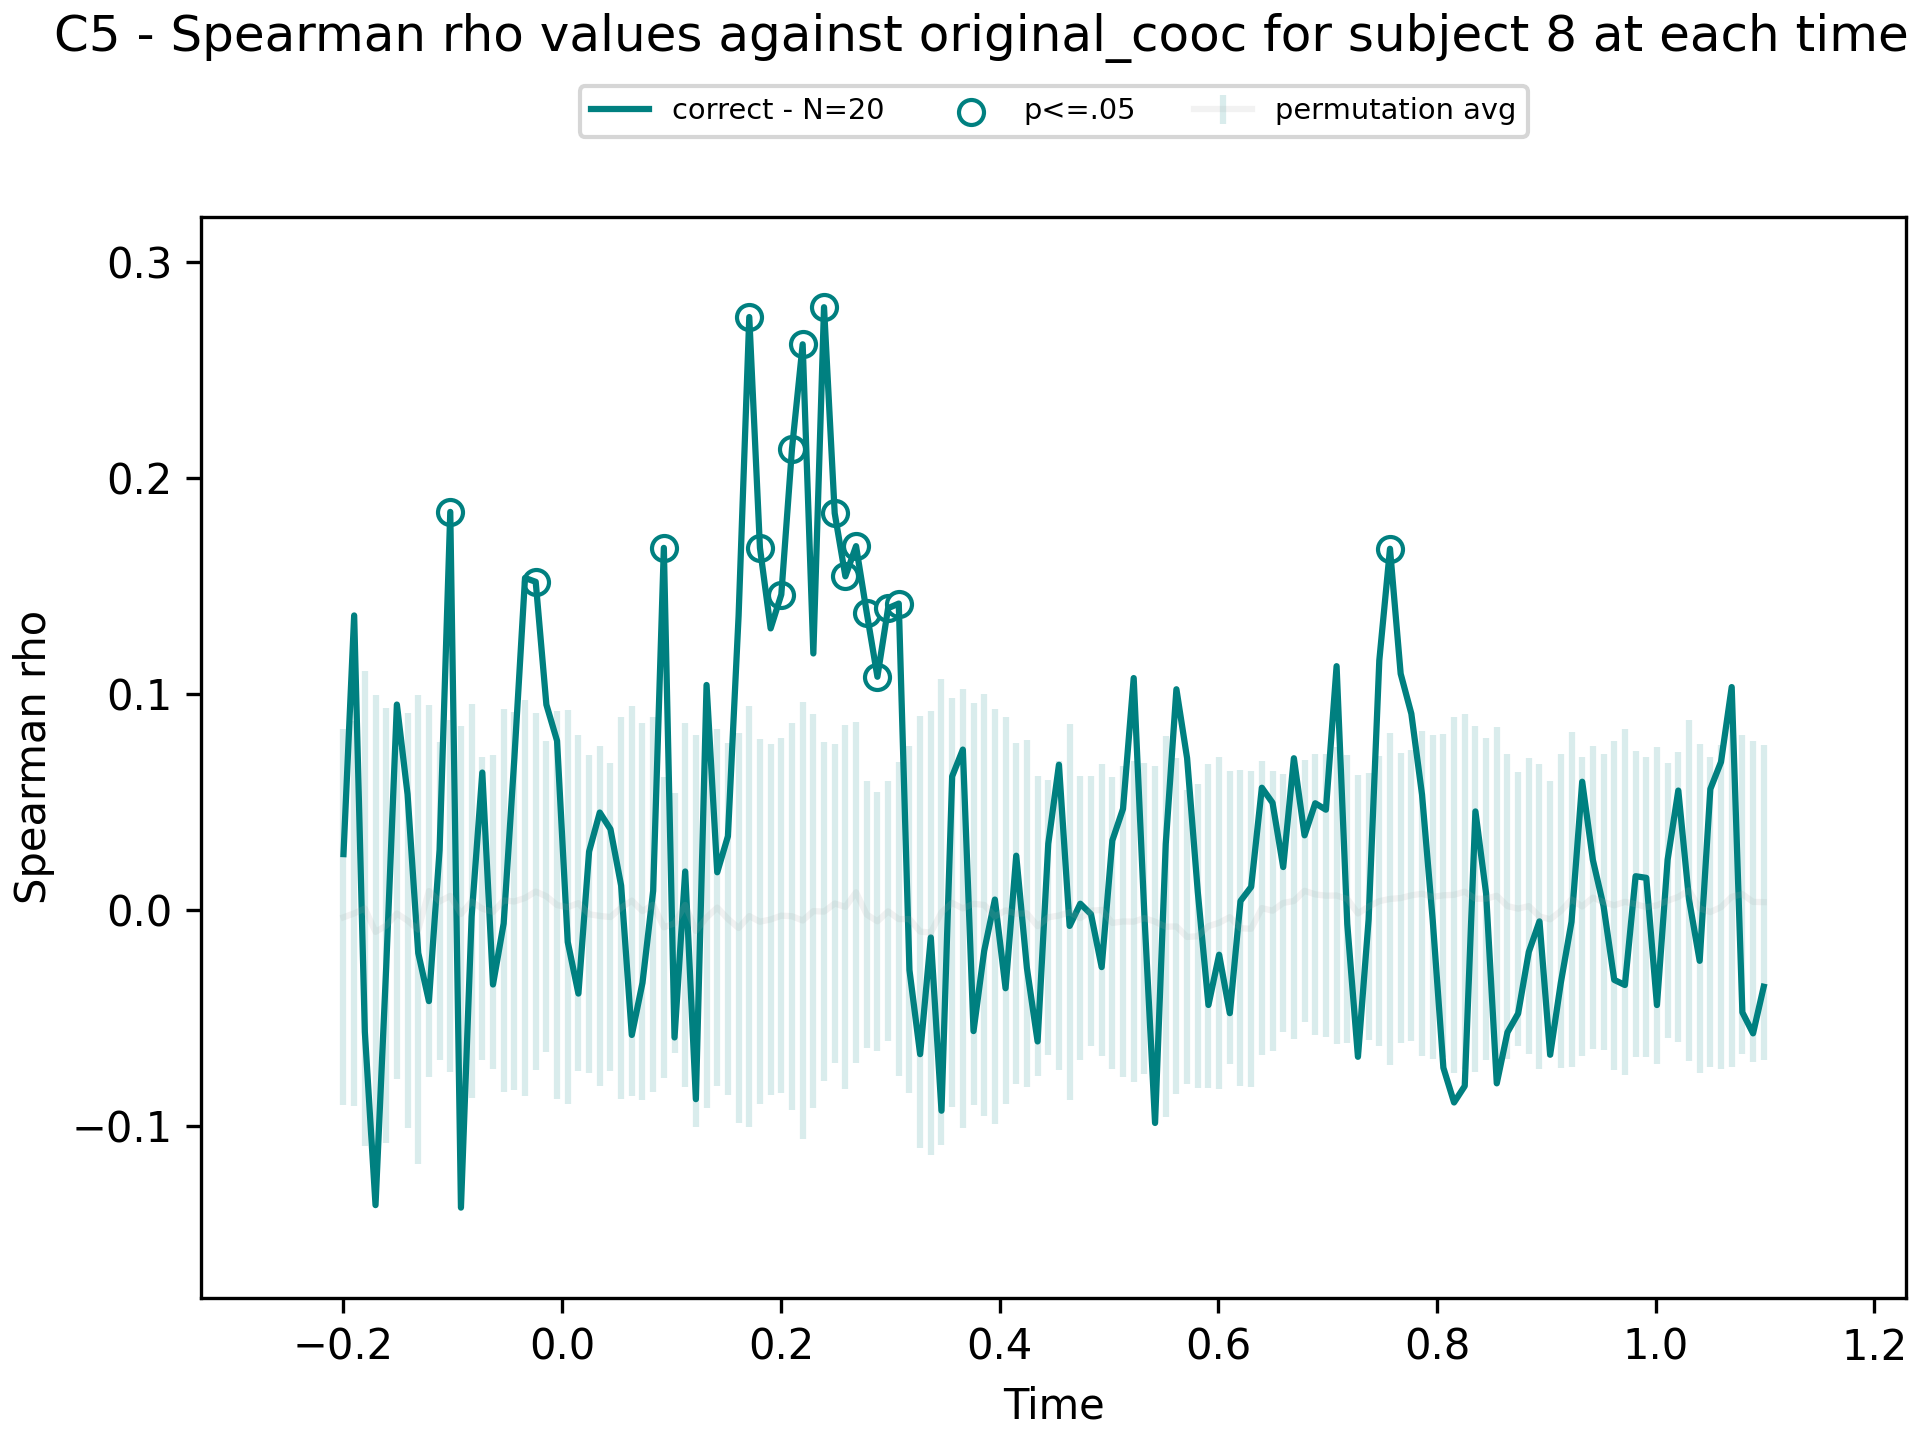 C5 - Spearman rho values against original_cooc for subject 8 at each time
correct - N=20 p<=.05 permutation avg
0.3
0.2
0.1
0.0
−0.1
Spearman rho
−0.2 0.0 0.2 0.4 0.6 0.8 1.0 1.2
Time